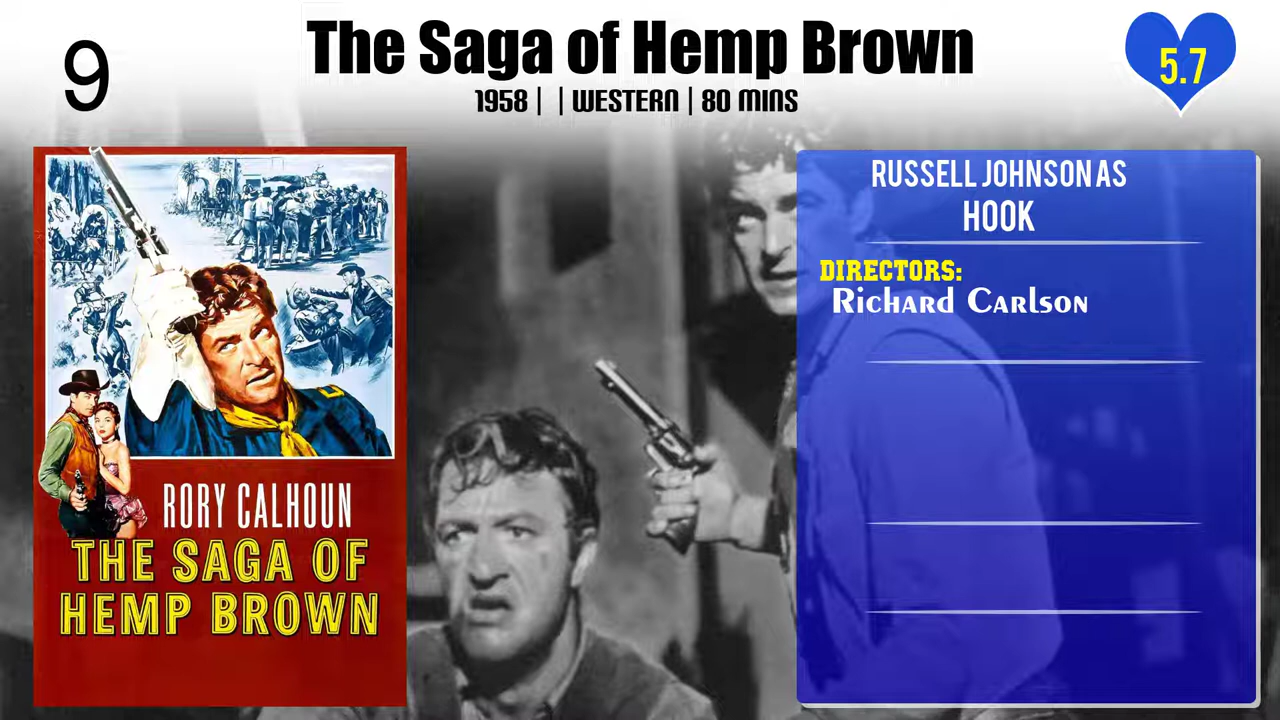 9
The Saga of Hemp Brown
1958 | | WESTERN | 80 MINS
5.7
RORY CALHOUN
THE SAGA OF
HEMP BROWN
RUSSELL JOHNSON AS
HOOK
DIRECTORS:
Richard Carlson